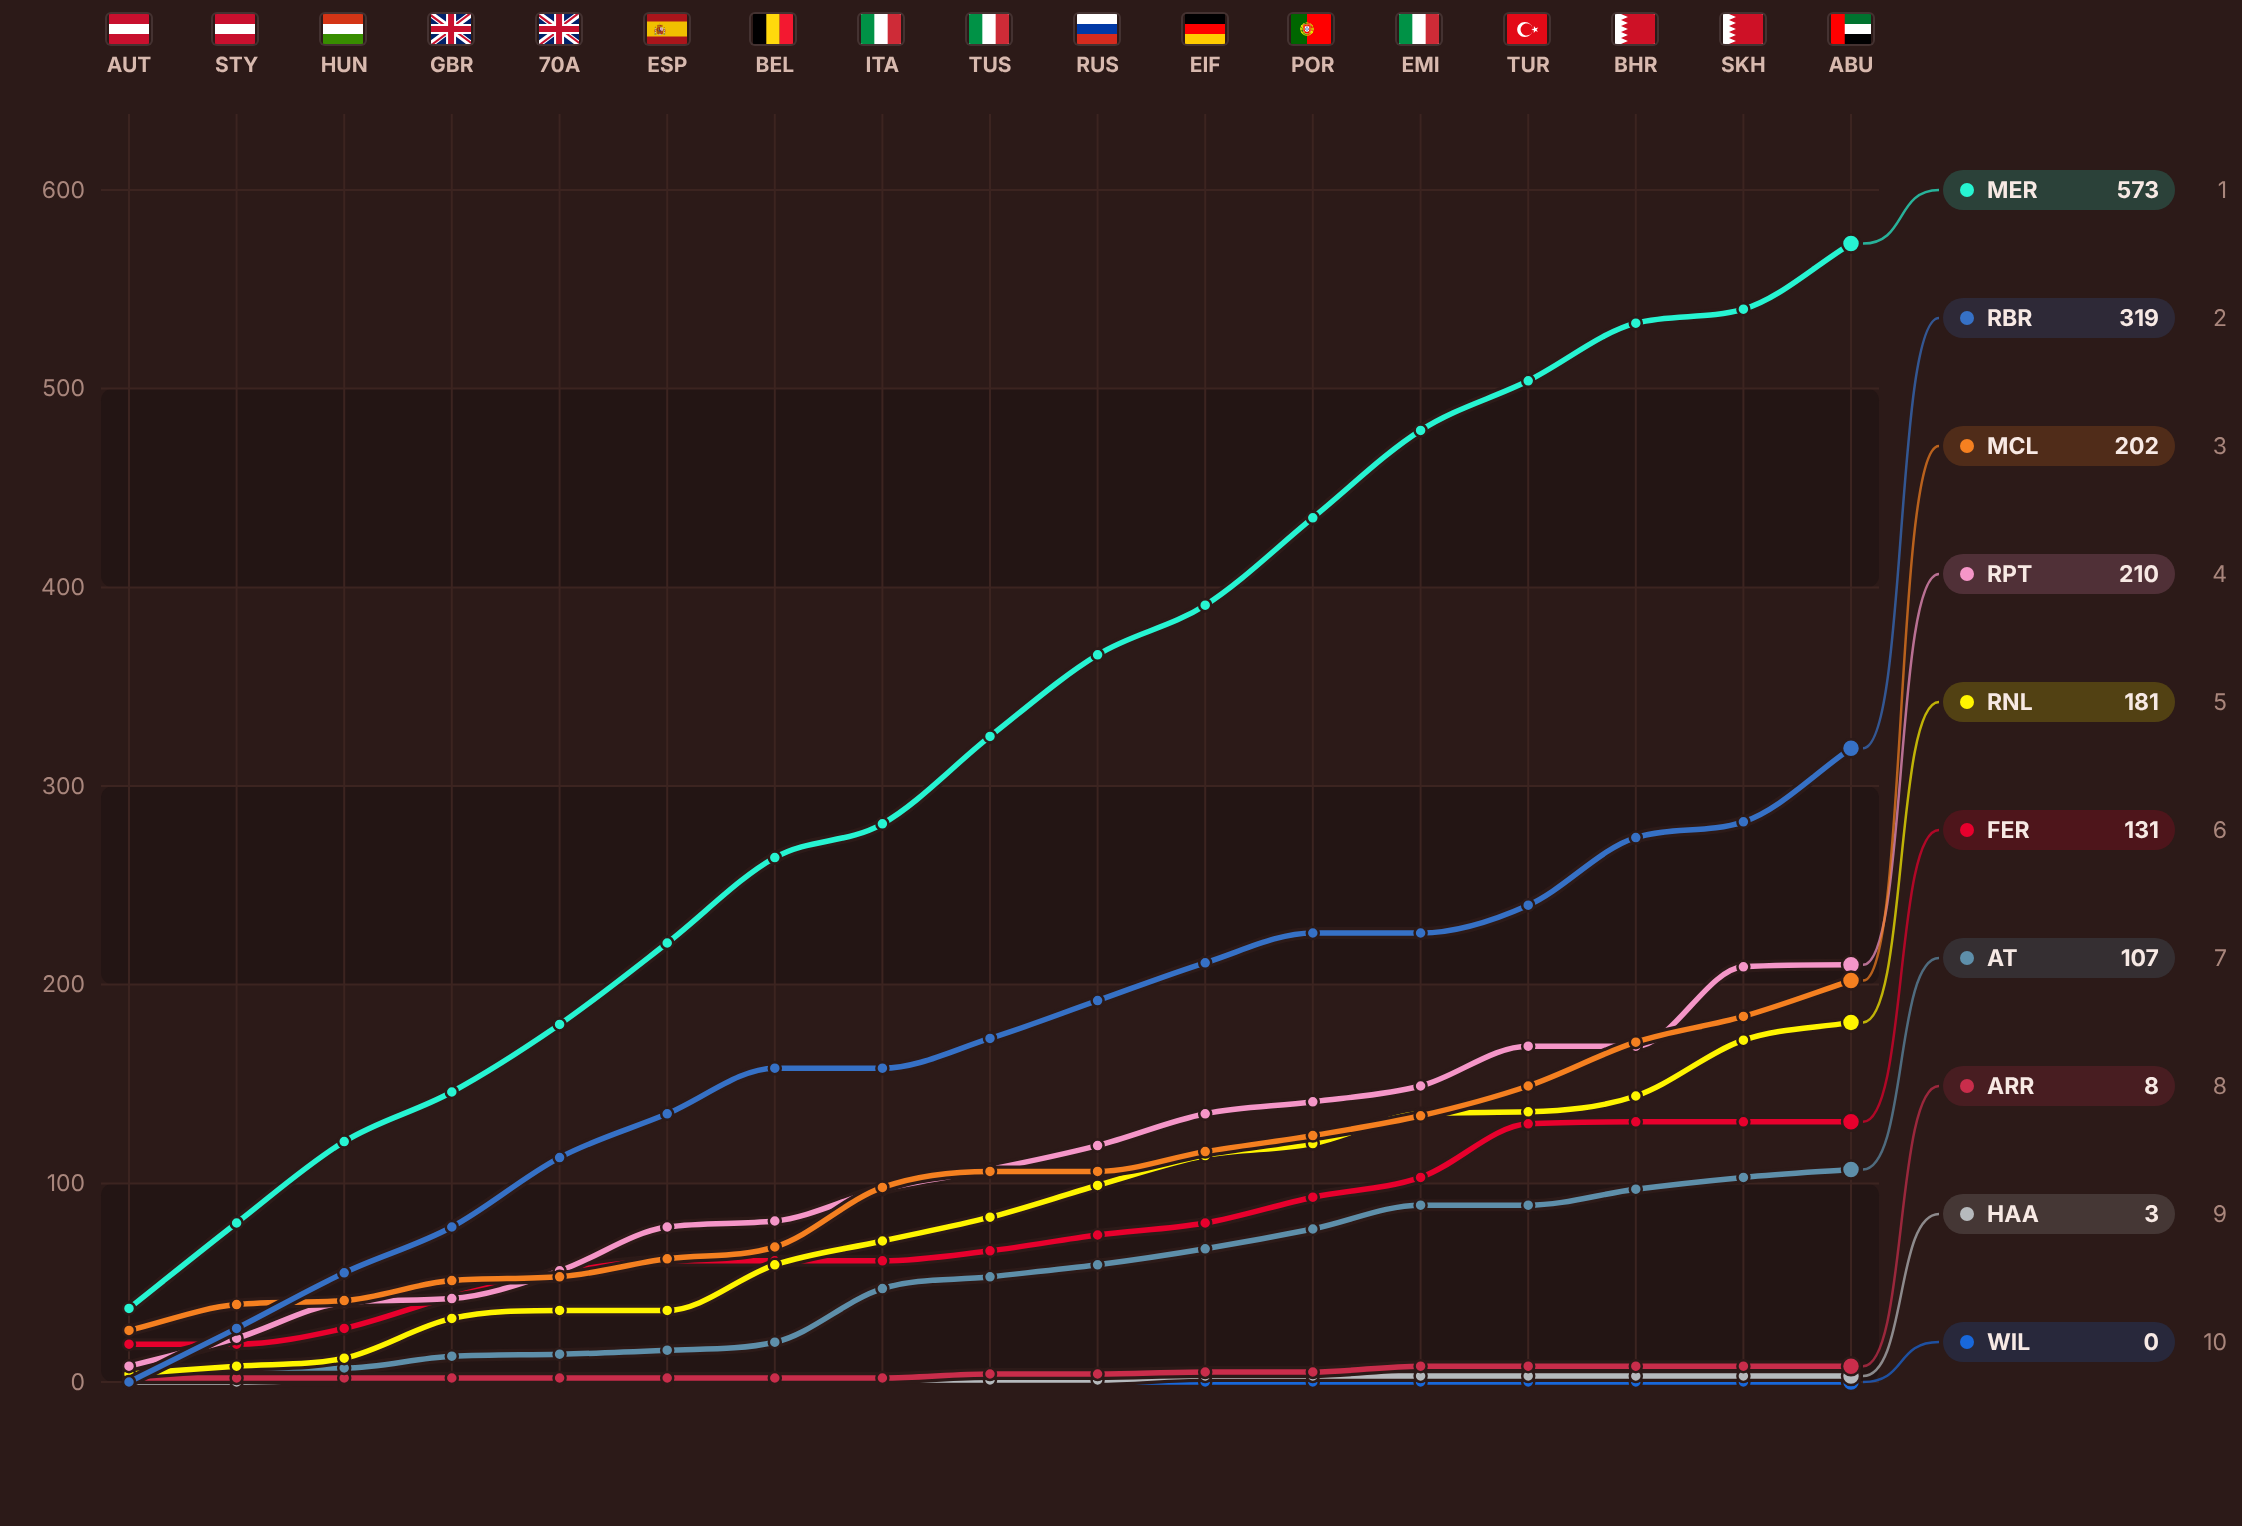 AUT STY HUN GBR 70A ESP BEL ITA TUS RUS EIF POR EMI TUR BHR SKH ABU
600
500
400
300
200
100
0
MER 573 1
RBR 319 2
MCL 202 3
RPT 210 4
RNL 181 5
FER 131 6
AT 107 7
ARR 8 8
HAA 3 9
WIL 0 10